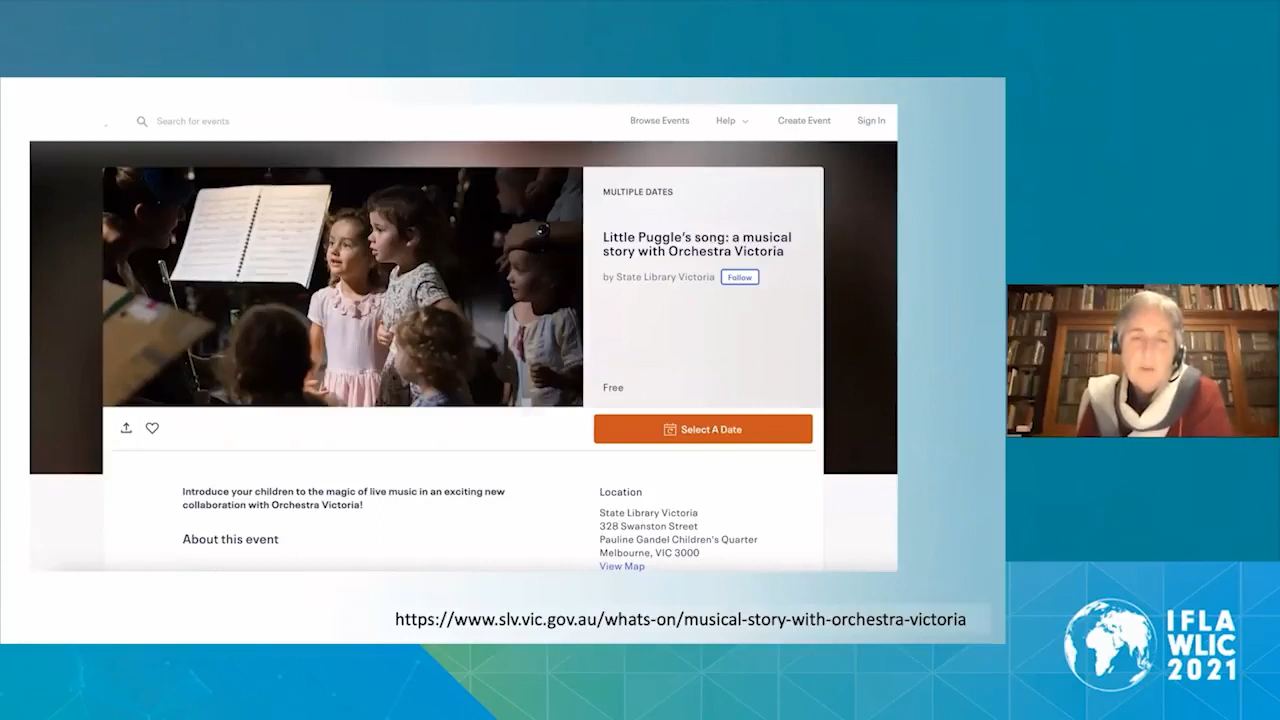 Search for events
Browse Events
Help
Create Event
Sign In
MULTIPLE DATES
Little Puggle's song: a musical
story with Orchestra Victoria
by State Library Victoria
Follow
Free
Select A Date
Introduce your children to the magic of live music in an exciting new
collaboration with Orchestra Victoria!
About this event
Location
State Library Victoria
328 Swanston Street
Pauline Gandel Children's Quarter
Melbourne, VIC 3000
View Map
https://www.slv.vic.gov.au/whats-on/musical-story-with-orchestra-victoria
IFLA
WLIC
2021